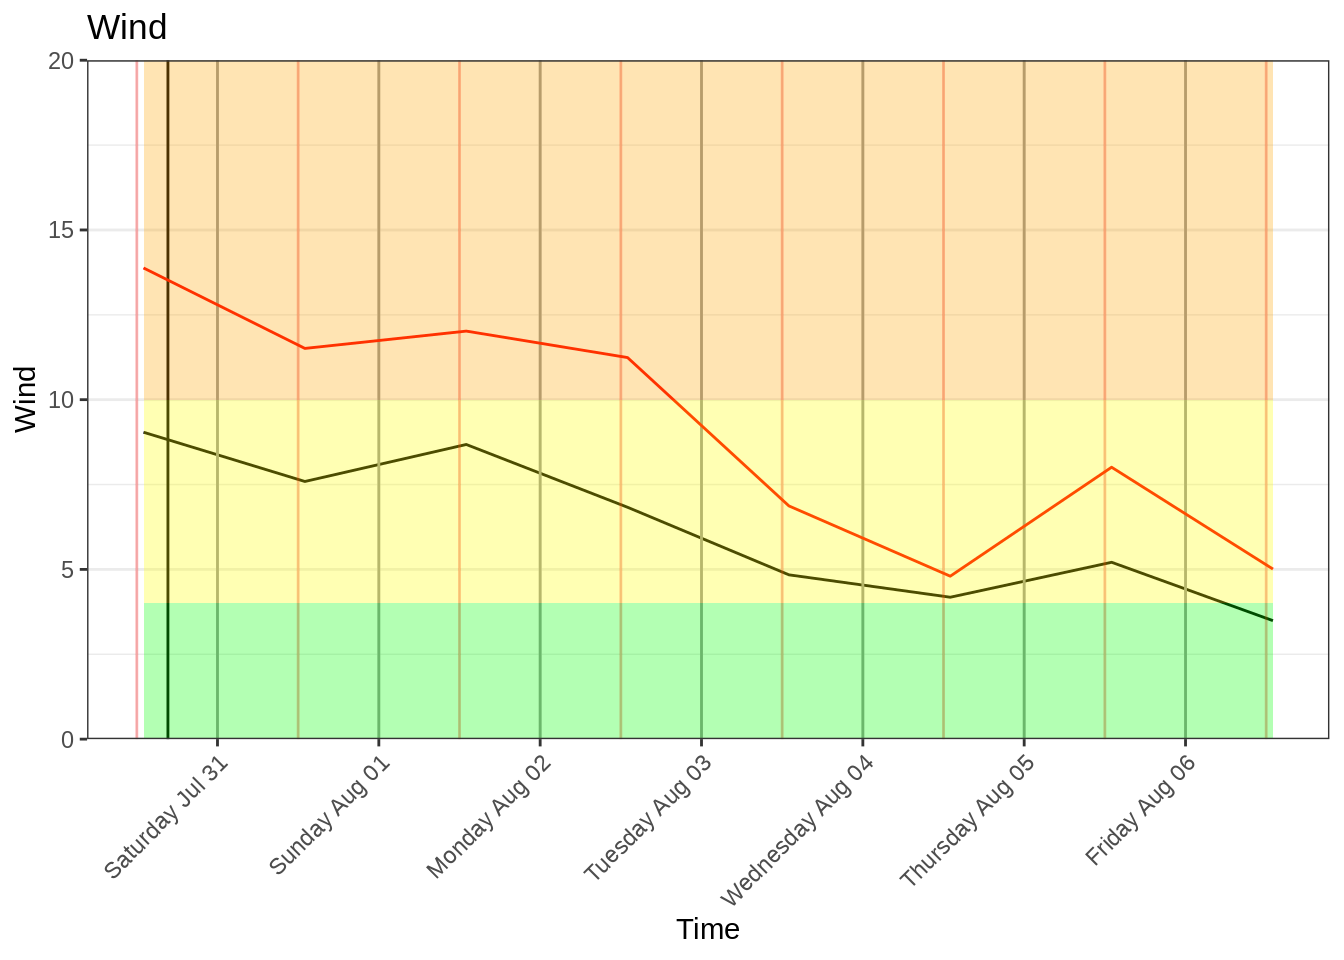 Wind
20
15
10
5
0
Wind
Saturday Jul 31
Sunday Aug 01
Monday Aug 02
Tuesday Aug 03
Wednesday Aug 04
Thursday Aug 05
Friday Aug 06
Time